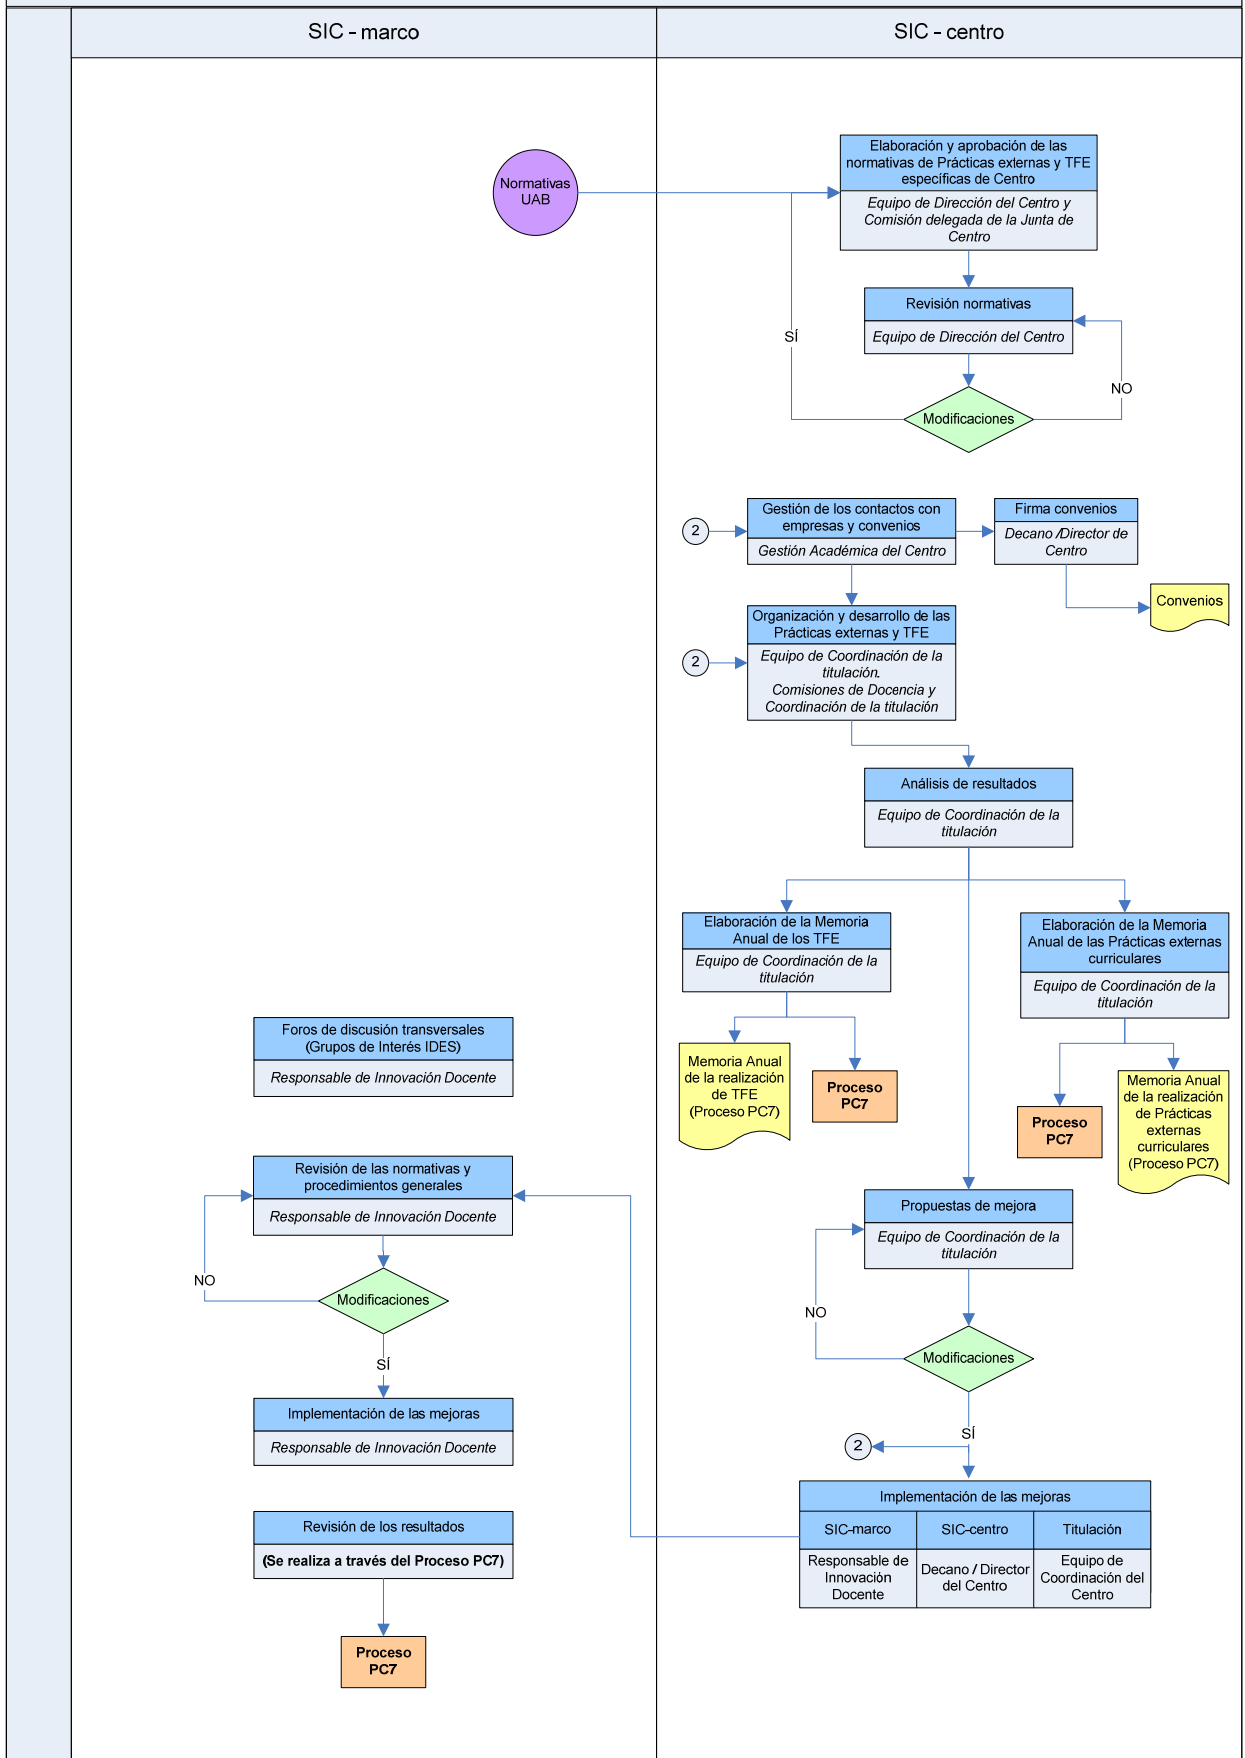 SIC - marco
SIC - centro
Normativas
UAB
Elaboración y aprobación de las
normativas de Prácticas externas y TFE
específicas de Centro
Equipo de Dirección del Centro y
Comisión delegada de la Junta de
Centro
Revisión normativas
Equipo de Dirección del Centro
SÍ
NO
Modificaciones
2
Gestión de los contactos con
empresas y convenios
Gestión Académica del Centro
Firma convenios
Decano /Director de
Centro
Convenios
2
Organización y desarrollo de las
Prácticas externas y TFE
Equipo de Coordinación de la
titulación.
Comisiones de Docencia y
Coordinación de la titulación
Análisis de resultados
Equipo de Coordinación de la
titulación
Elaboración de la Memoria
Anual de los TFE
Equipo de Coordinación de la
titulación
Elaboración de la Memoria
Anual de las Prácticas externas
curriculares
Equipo de Coordinación de la
titulación
Memoria Anual
de la realización
de TFE
(Proceso PC7)
Proceso
PC7
Proceso
PC7
Memoria Anual
de la realización
de Prácticas
externas
curriculares
(Proceso PC7)
Foros de discusión transversales
(Grupos de Interés IDES)
Responsable de Innovación Docente
Revisión de las normativas y
procedimientos generales
Responsable de Innovación Docente
NO
Modificaciones
SÍ
Implementación de las mejoras
Responsable de Innovación Docente
Revisión de los resultados
(Se realiza a través del Proceso PC7)
Proceso
PC7
Propuestas de mejora
Equipo de Coordinación de la
titulación
NO
Modificaciones
SÍ
2
Implementación de las mejoras
SIC-marco
SIC-centro
Titulación
Responsable de
Innovación
Docente
Decano / Director
del Centro
Equipo de
Coordinación del
Centro